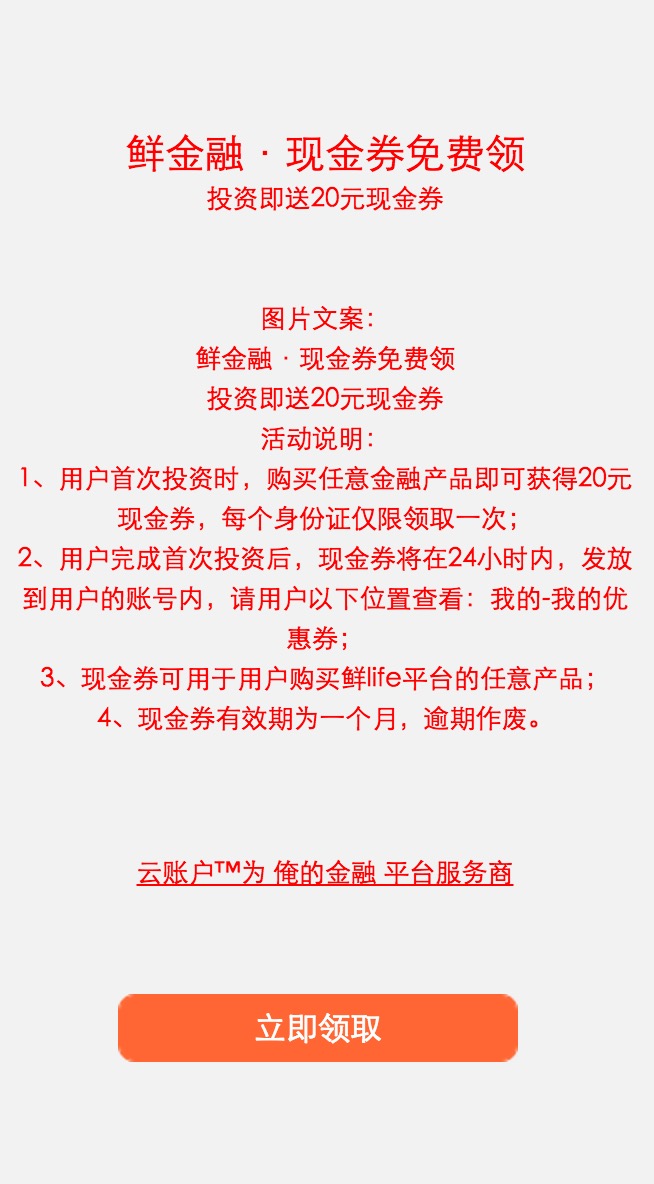 鲜金融 · 现金券免费领
投资即送20元现金券
图片文案：
鲜金融 · 现金券免费领
投资即送20元现金券
活动说明：
1、用户首次投资时，购买任意金融产品即可获得20元
现金券，每个身份证仅限领取一次；
2、用户完成首次投资后，现金券将在24小时内，发放
到用户的账号内，请用户以下位置查看：我的-我的优
惠券；
3、现金券可用于用户购买鲜life平台的任意产品；
4、现金券有效期为一个月，逾期作废。
云账户™为 俺的金融 平台服务商
立即领取